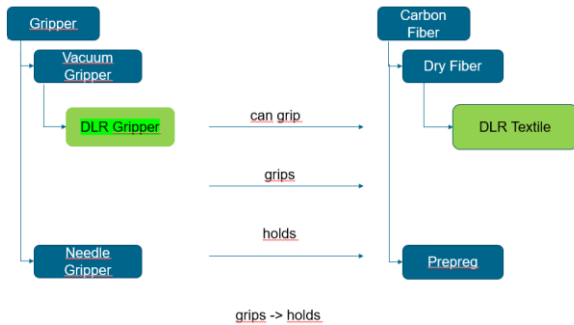 Gripper
Carbon
Fiber
Vacuum
Gripper
Dry Fiber
DLR Gripper
can grip
DLR Textile
grips
holds
Needle
Gripper
Prepreg
grips -> holds